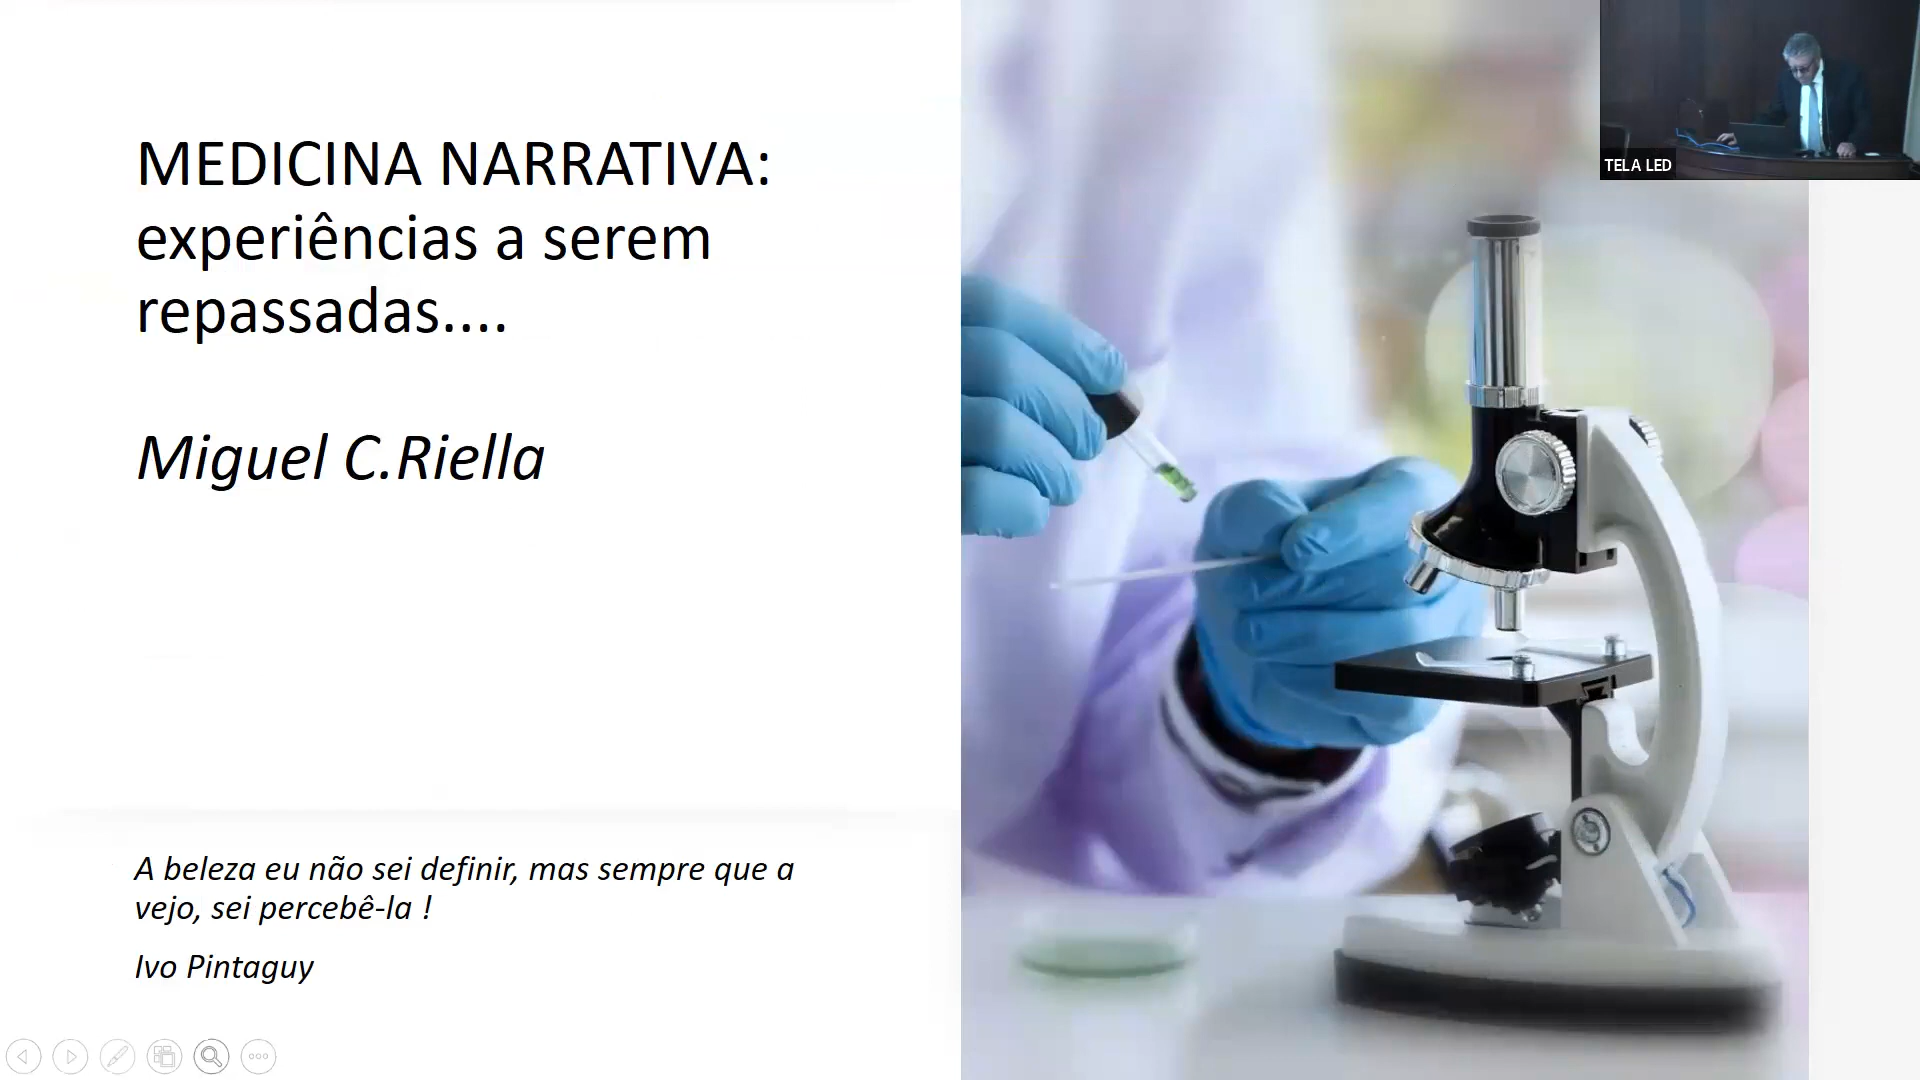 MEDICINA NARRATIVA:
experiências a serem
repassadas....
Miguel C.Riella
A beleza eu não sei definir, mas sempre que a
vejo, sei percebê-la !
Ivo Pintaguy
TELA LED